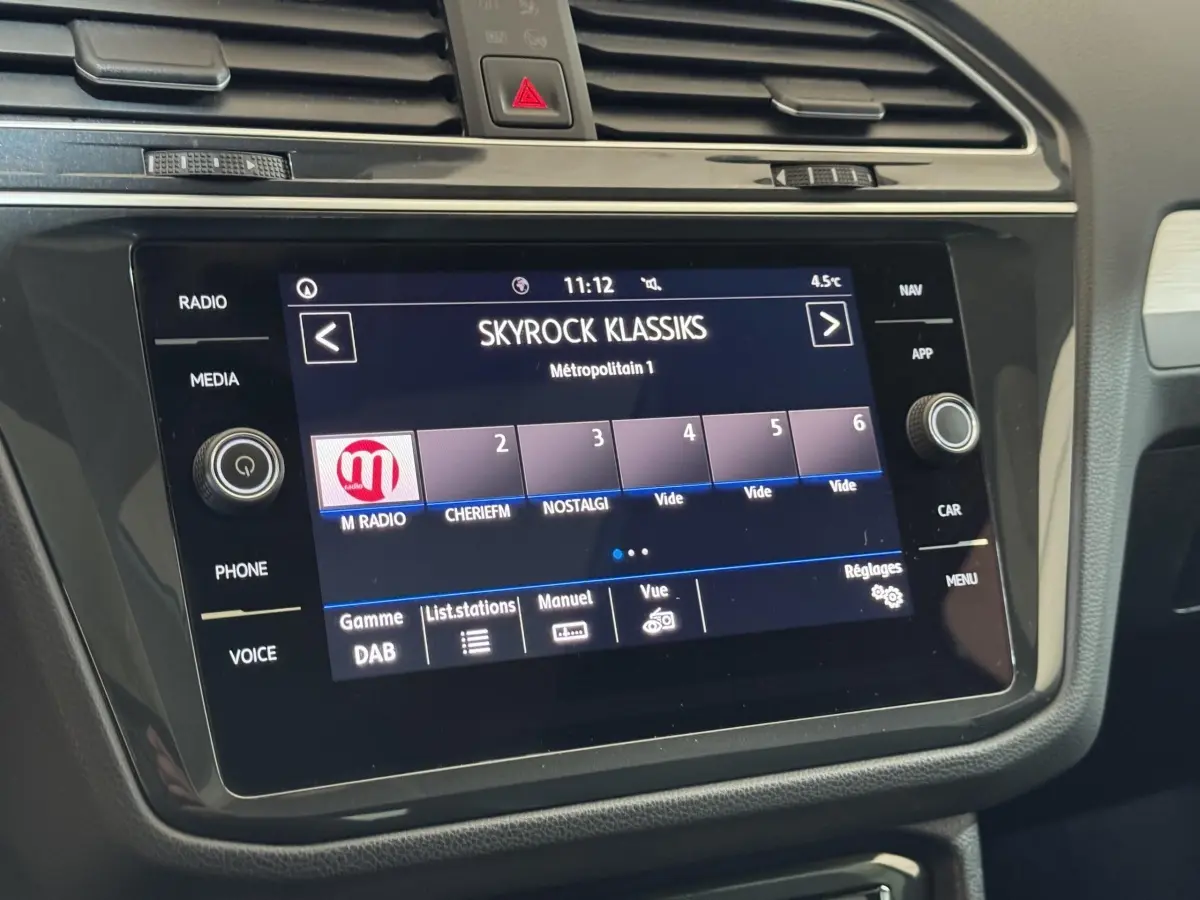 RADIO
MEDIA
PHONE
VOICE
11:12
4.5°C
SKYROCK KLASSIKS
Métropolitain 1
m
radio
2
3
4
5
6
M RADIO
CHERIEFM
NOSTALGI
Vide
Vide
Vide
Gamme
DAB
List.stations
Manuel
Vue
Réglages
NAV
APP
CAR
MENU